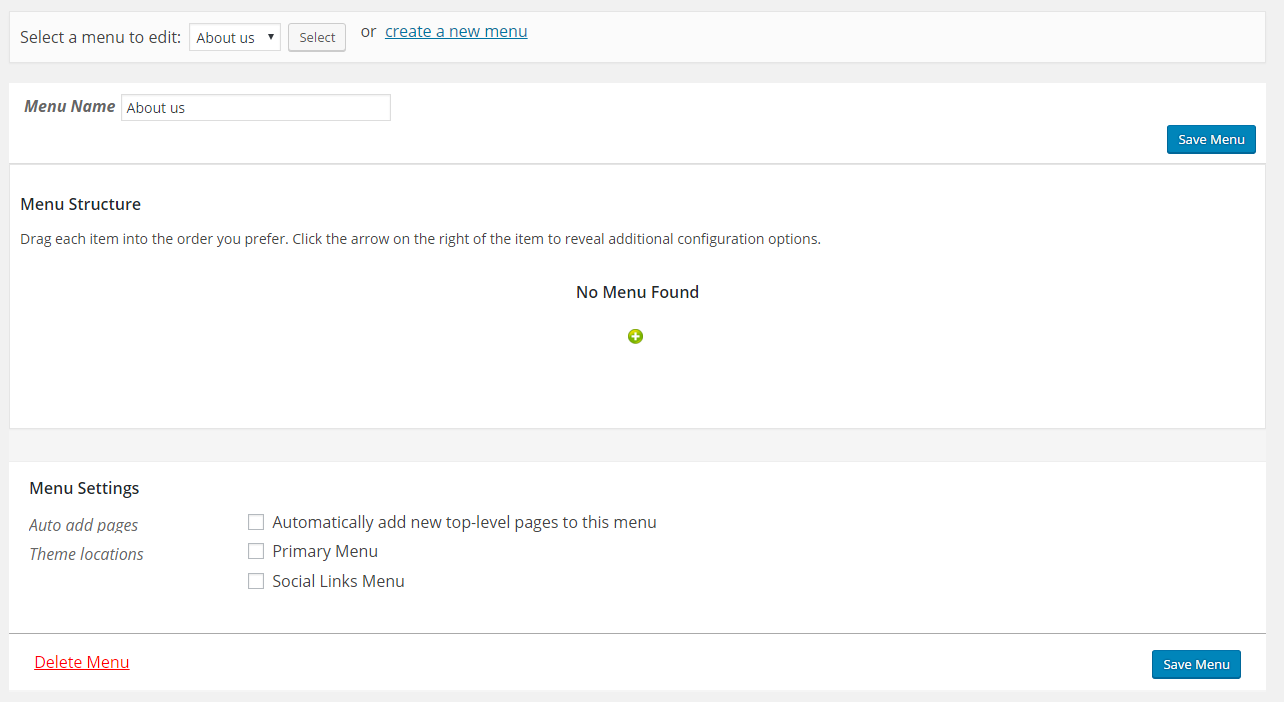 Select a menu to edit: About us Select or create a new menu
Menu Name About us
Save Menu
Menu Structure
Drag each item into the order you prefer. Click the arrow on the right of the item to reveal additional configuration options.
No Menu Found
Menu Settings
Auto add pages Automatically add new top-level pages to this menu
Theme locations Primary Menu
Social Links Menu
Delete Menu Save Menu